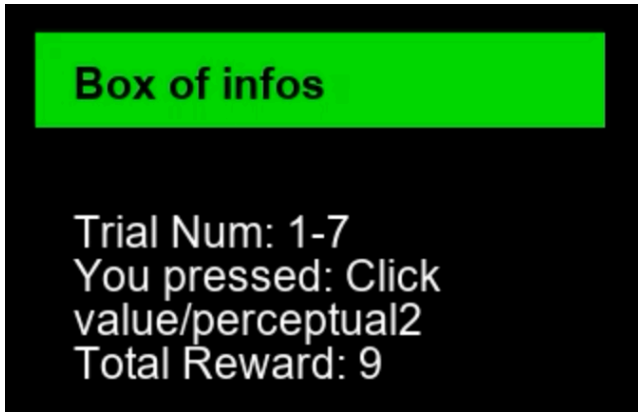 Box of infos
Trial Num: 1-7
You pressed: Click
value/perceptual2
Total Reward: 9